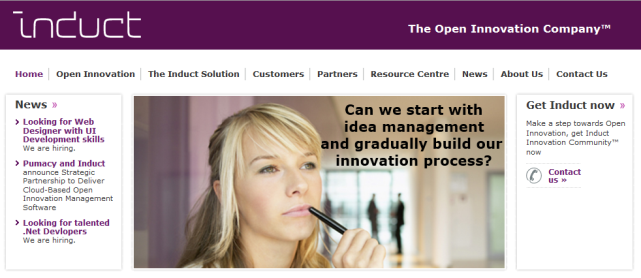 induct
The Open Innovation Company™
Home
Open Innovation
The Induct Solution
Customers
Partners
Resource Centre
News
About Us
Contact Us
News »
Looking for Web
Designer with UI
Development skills
We are hiring.
Pumacy and Induct
announce Strategic
Partnership to Deliver
Cloud-Based Open
Innovation Management
Software
Looking for talented
.Net Devlopers
We are hiring.
Can we start with
idea management
and gradually build our
innovation process?
Get Induct now »
Make a step towards Open
Innovation, get Induct
Innovation Community™
now
Contact
us »